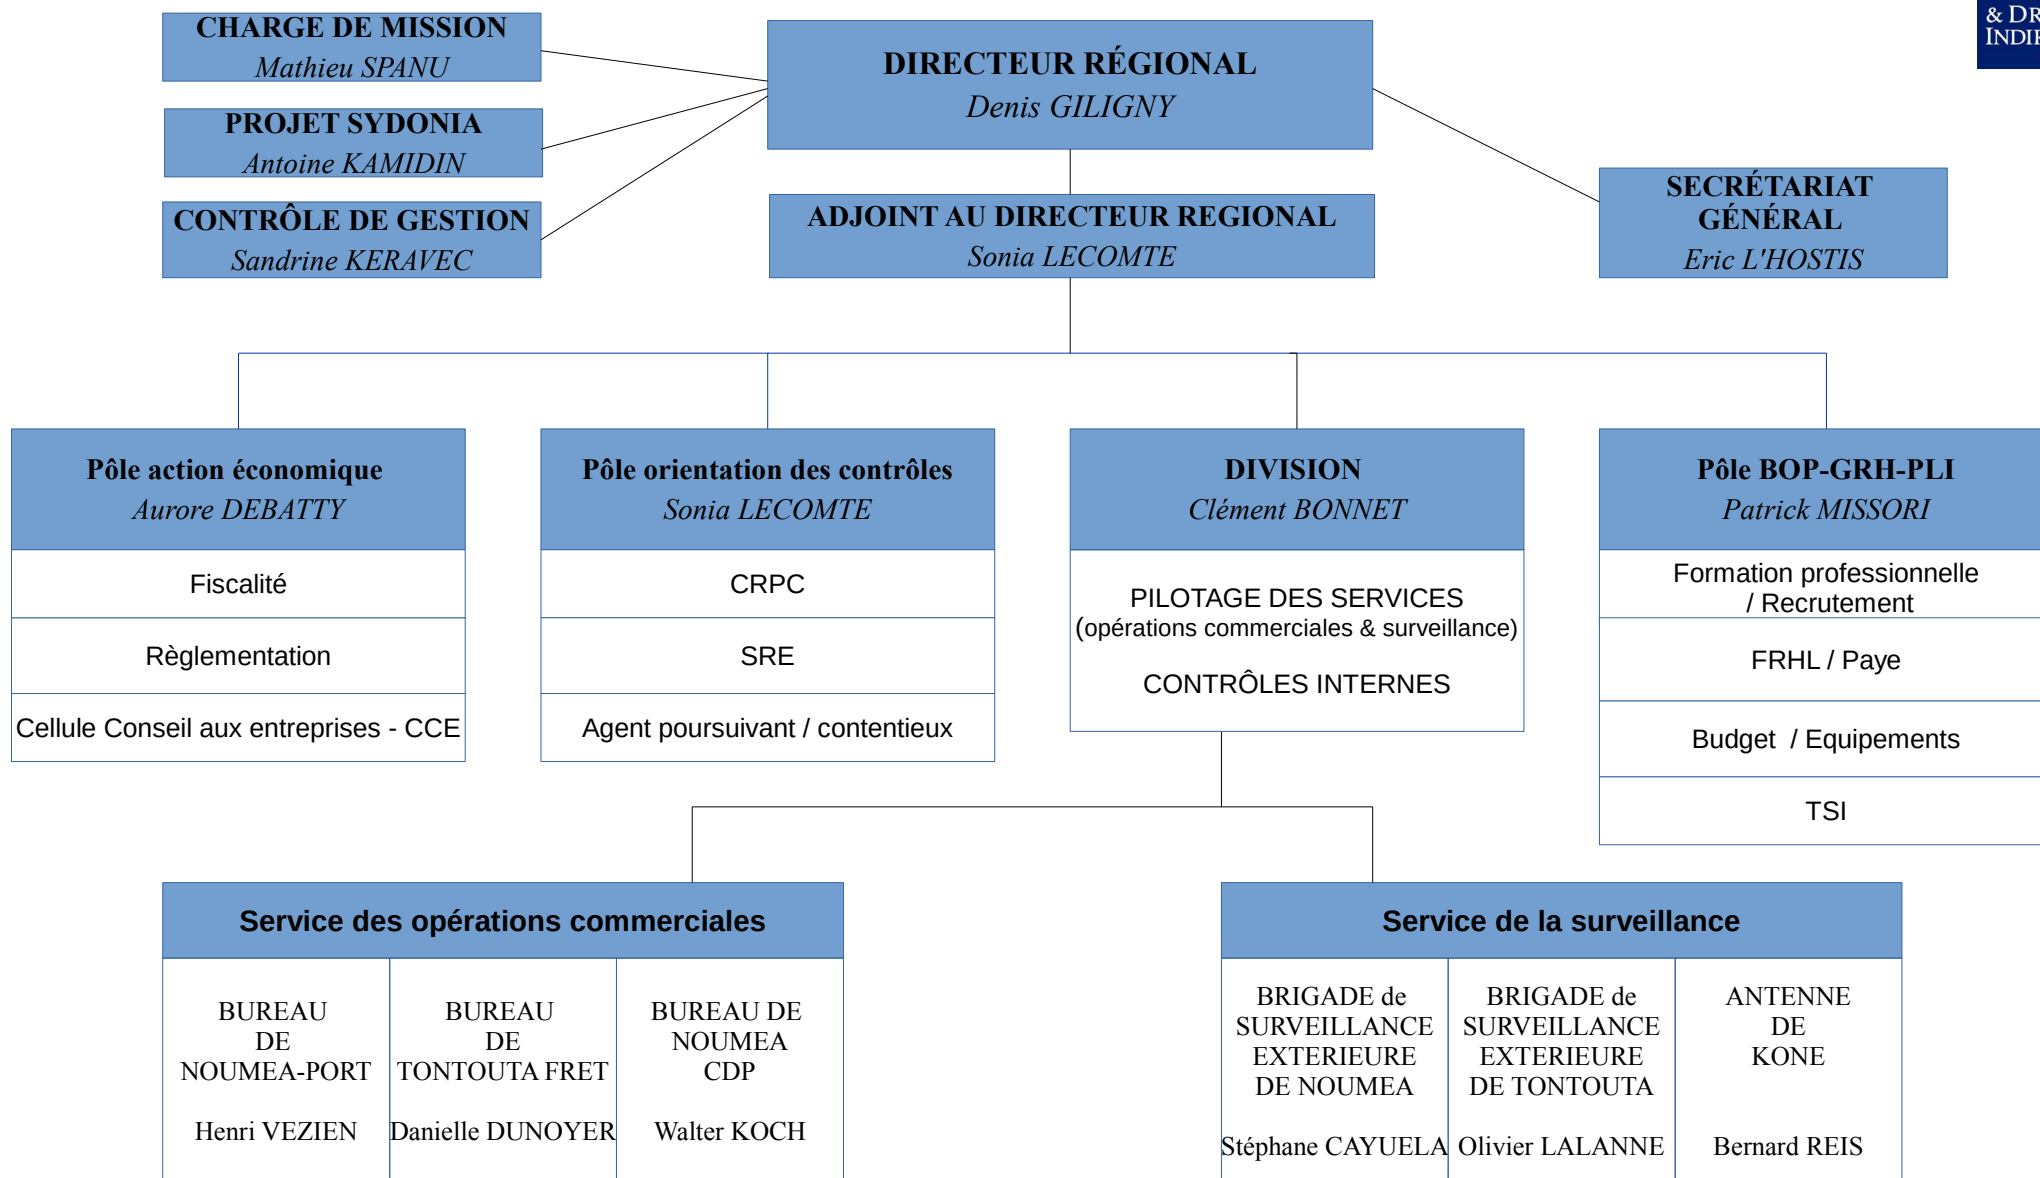 & DR
INDIR
CHARGE DE MISSION
Mathieu SPANU
DIRECTEUR RÉGIONAL
Denis GILIGNY
PROJET SYDONIA
Antoine KAMIDIN
CONTRÔLE DE GESTION
Sandrine KERAVEC
ADJOINT AU DIRECTEUR REGIONAL
Sonia LECOMTE
SECRÉTARIAT
GÉNÉRAL
Eric L'HOSTIS
Pôle action économique
Aurore DEBATTY
Fiscalité
Règlementation
Cellule Conseil aux entreprises - CCE
Pôle orientation des contrôles
Sonia LECOMTE
CRPC
SRE
Agent poursuivant / contentieux
DIVISION
Clément BONNET
PILOTAGE DES SERVICES
(opérations commerciales & surveillance)
CONTRÔLES INTERNES
Pôle BOP-GRH-PLI
Patrick MISSORI
Formation professionnelle
/ Recrutement
FRHL / Paye
Budget / Equipements
TSI
Service des opérations commerciales
BUREAU
DE
NOUMEA-PORT
Henri VEZIEN
BUREAU
DE
TONTOUTA FRET
Danielle DUNOYER
BUREAU DE
NOUMEA
CDP
Walter KOCH
Service de la surveillance
BRIGADE de
SURVEILLANCE
EXTERIEURE
DE NOUMEA
Stéphane CAYUELA
BRIGADE de
SURVEILLANCE
EXTERIEURE
DE TONTOUTA
Olivier LALANNE
ANTENNE
DE
KONE
Bernard REIS